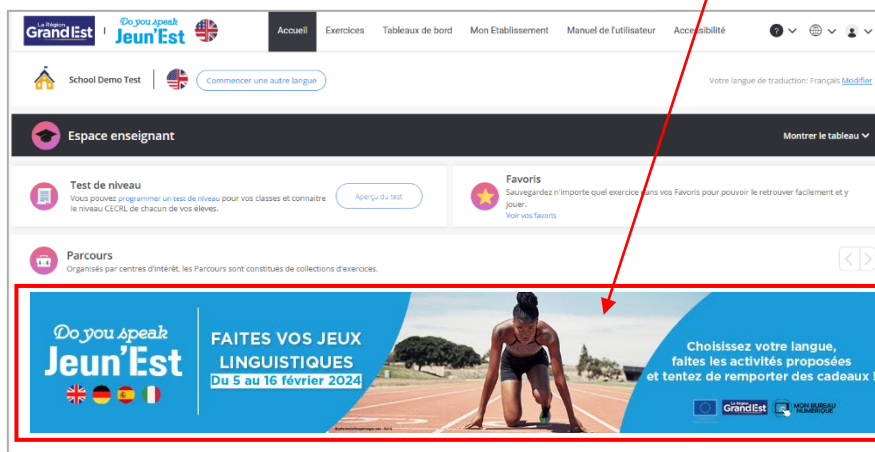 La Région
GrandEst
Do you speak
Jeun'Est
Accueil
Exercices
Tableaux de bord
Mon Etablissement
Manuel de l'utilisateur
Accessibilité
?
School Demo Test
Commencer une autre langue
Votre langue de traduction: Français Modifier
Espace enseignant
Montrer le tableau
Test de niveau
Vous pouvez programmer un test de niveau pour vos classes et connaitre
le niveau CECRL de chacun de vos élèves.
Aperçu du test
Favoris
Sauvegardez n'importe quel exercice dans vos Favoris pour pouvoir le retrouver facilement et y
jouer.
Voir vos favoris
Parcours
Organisés par centres d'intérêt, les Parcours sont constitués de collections d'exercices.
Do you speak
Jeun'Est
FAITES VOS JEUX
LINGUISTIQUES
Du 5 au 16 février 2024
Choisissez votre langue,
faites les activités proposées
et tentez de remporter des cadeaux !
La Région
GrandEst
MON BUREAU
NUMÉRIQUE